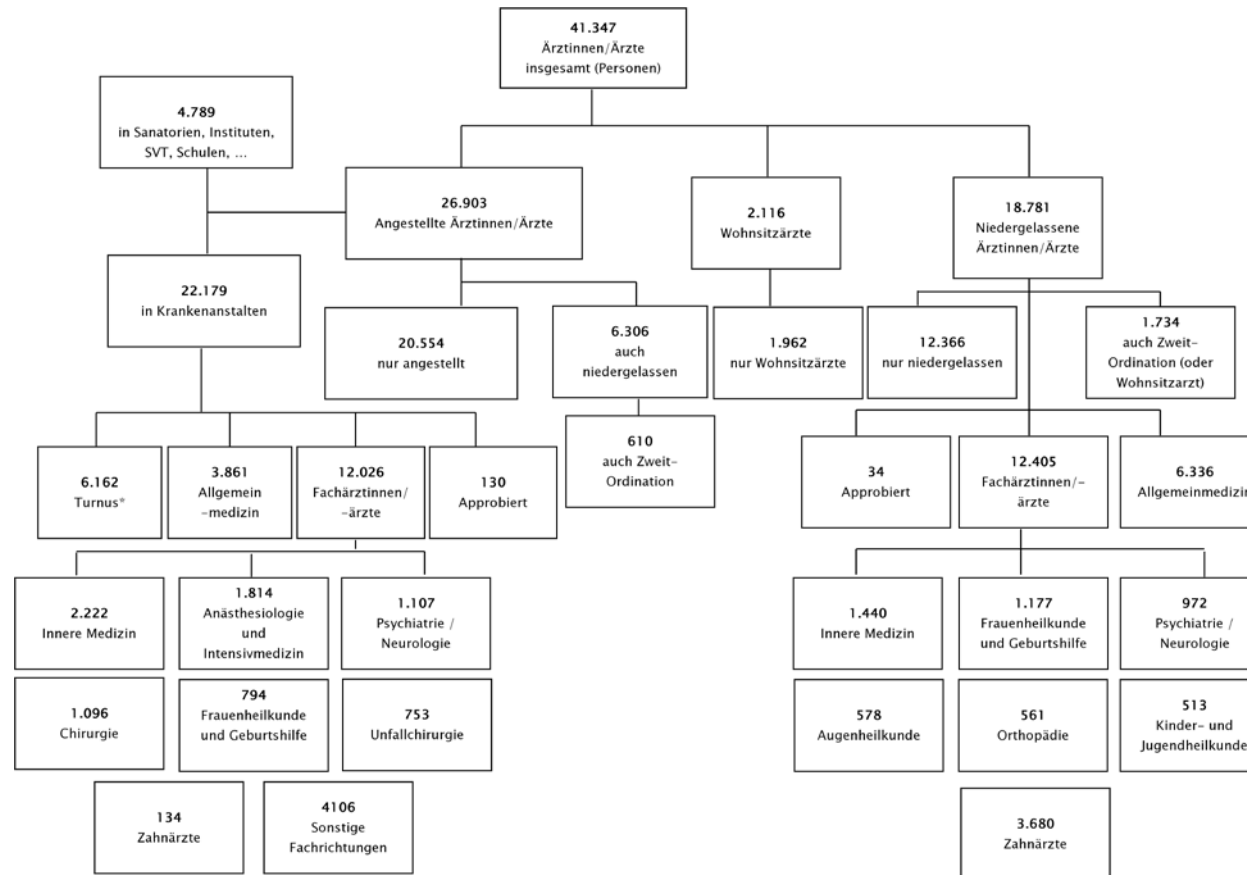 41.347
Ärztinnen/Ärzte
insgesamt (Personen)
4.789
in Sanatorien, Instituten,
SVT, Schulen, ...
26.903
Angestellte Ärztinnen/Ärzte
2.116
Wohnsitzärzte
18.781
Niedergelassene
Ärztinnen/Ärzte
22.179
in Krankenanstalten
20.554
nur angestellt
6.306
auch
niedergelassen
1.962
nur Wohnsitzärzte
12.366
nur niedergelassen
1.734
auch Zweit-
Ordination (oder
Wohnsitzarzt)
610
auch Zweit-
Ordination
6.162
Turnus*
3.861
Allgemein
-medizin
12.026
Fachärztinnen/
-ärzte
130
Approbiert
34
Approbiert
12.405
Fachärztinnen/-
ärzte
6.336
Allgemeinmedizin
2.222
Innere Medizin
1.814
Anästhesiologie
und
Intensivmedizin
1.107
Psychiatrie /
Neurologie
1.440
Innere Medizin
1.177
Frauenheilkunde
und Geburtshilfe
972
Psychiatrie /
Neurologie
1.096
Chirurgie
794
Frauenheilkunde
und Geburtshilfe
753
Unfallchirurgie
578
Augenheilkunde
561
Orthopädie
513
Kinder- und
Jugendheilkunde
134
Zahnärzte
4106
Sonstige
Fachrichtungen
3.680
Zahnärzte